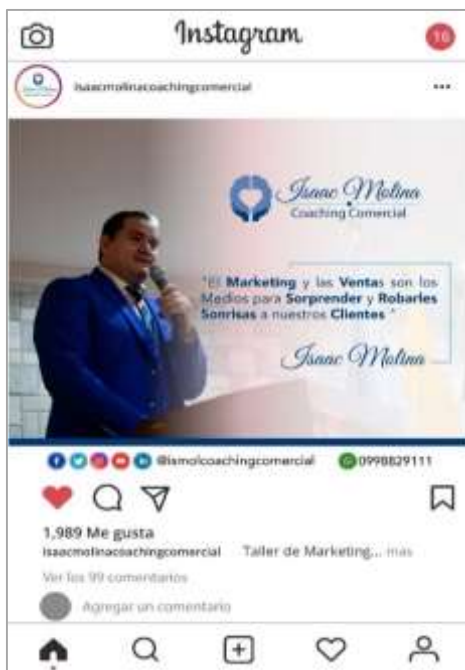 Instagram
16
isaacmolinacoachingcomercial
Isaac Molina
Coaching Comercial
"El Marketing y las Ventas son los
Medios para Sorprender y Robarles
Sonrisas a nuestros Clientes "
Isaac Molina
@ismolcoachingcomercial 0998829111
1,989 Me gusta
isaacmolinacoachingcomercial Taller de Marketing... mas
Ver los 99 comentarios
Agregar un comentario